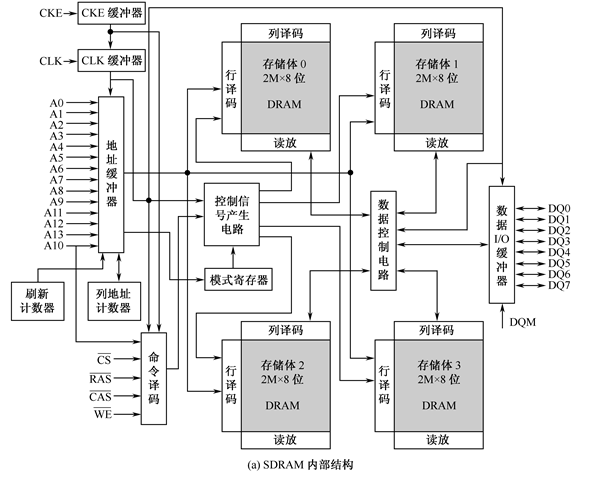 CKE
CKE 缓冲器
CLK
CLK 缓冲器
A0
A1
A2
A3
A4
A5
A6
A7
A8
A9
A11
A12
A13
A10
地址缓冲器
刷新
计数器
列地址
计数器
C̅S̅
R̅A̅S̅
C̅A̅S̅
W̅E̅
命令译码
控制信
号产生
电路
模式寄存器
列译码
行译码
存储体 0
2M×8 位
DRAM
读放
列译码
行译码
存储体 1
2M×8 位
DRAM
读放
列译码
行译码
存储体 2
2M×8 位
DRAM
读放
列译码
行译码
存储体 3
2M×8 位
DRAM
读放
数据控制电路
数据I/O缓冲器
DQ0
DQ1
DQ2
DQ3
DQ4
DQ5
DQ6
DQ7
DQM
(a) SDRAM 内部结构